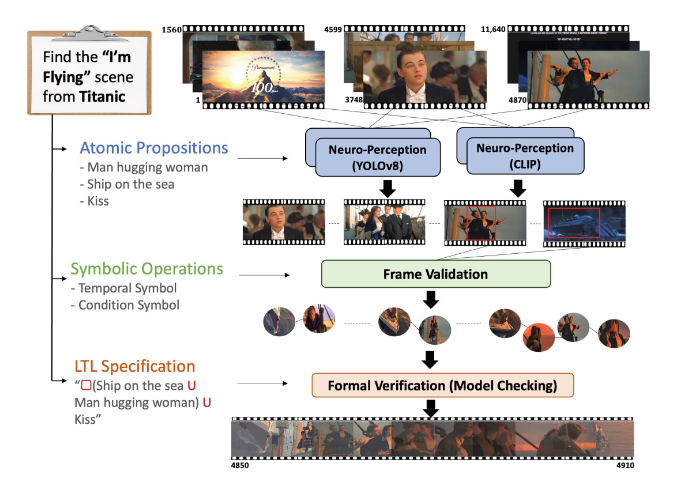 Find the “I’m
Flying” scene
from Titanic
1560
4599
11,640
Paramount
100
1
3748
4870
Atomic Propositions
- Man hugging woman
- Ship on the sea
- Kiss
Neuro-Perception
(YOLOv8)
Neuro-Perception
(CLIP)
Symbolic Operations
- Temporal Symbol
- Condition Symbol
Frame Validation
LTL Specification
“□(Ship on the sea U
Man hugging woman) U
Kiss”
Formal Verification (Model Checking)
4850
4910